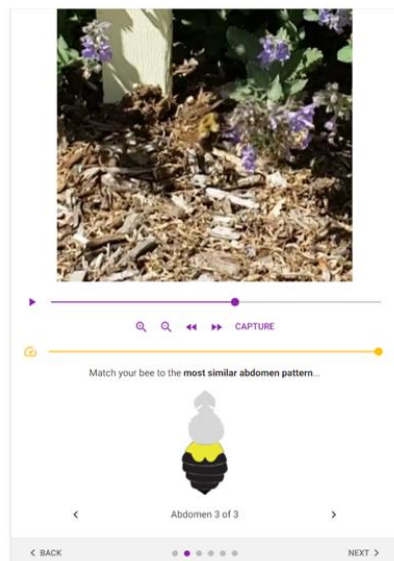 CAPTURE
Match your bee to the most similar abdomen pattern...
Abdomen 3 of 3
BACK
NEXT